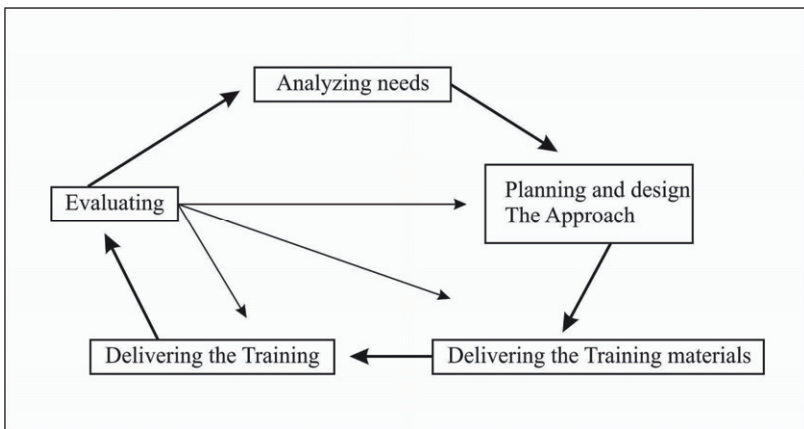 Analyzing needs
Planning and design
The Approach
Evaluating
Delivering the Training
Delivering the Training materials